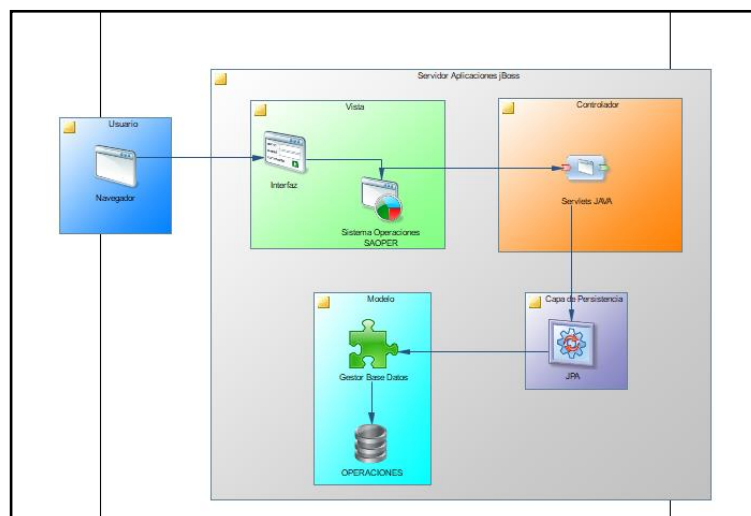 Servidor Aplicaciones jBoss
Usuario
Navegador
Vista
Interfaz
Sistema Operaciones
SAOPER
Controlador
Servlets JAVA
Modelo
Gestor Base Datos
OPERACIONES
Capa de Persistencia
JPA